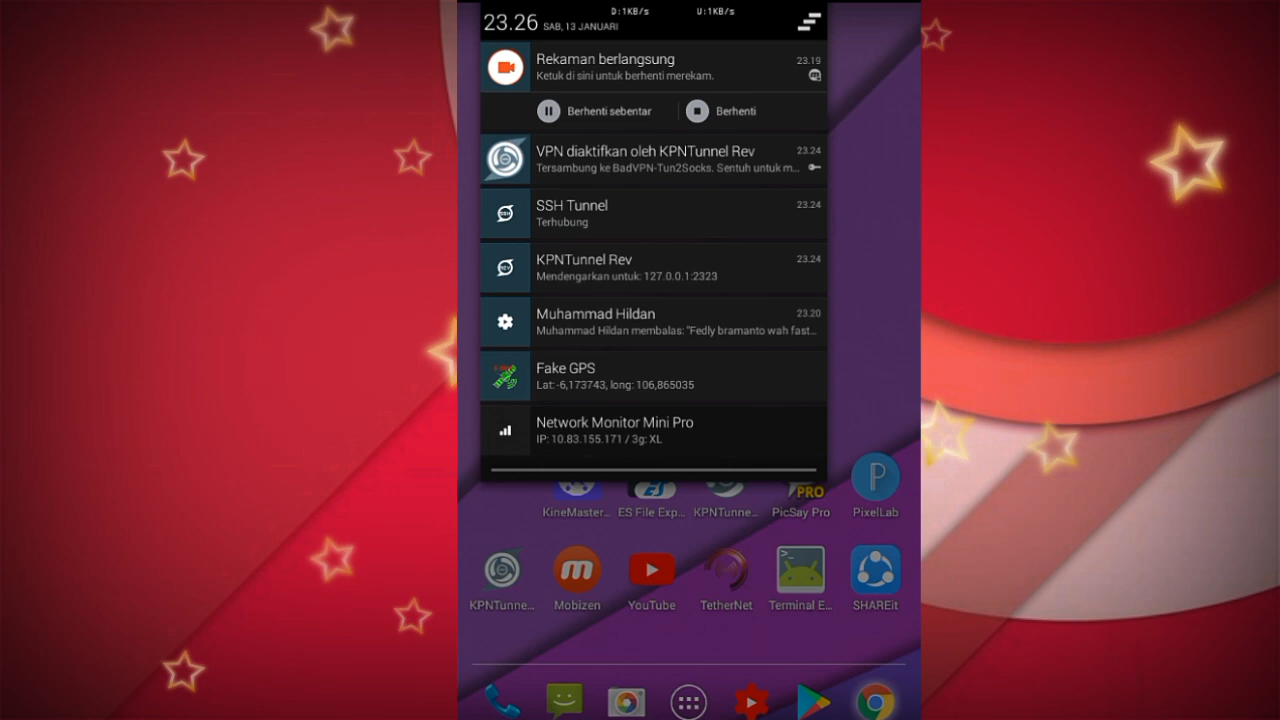 D:1KB/s U:1KB/s
23.26 SAB, 13 JANUARI
Rekaman berlangsung 23.19
Ketuk di sini untuk berhenti merekam.
Berhenti sebentar Berhenti
VPN diaktifkan oleh KPNTunnel Rev 23.24
Tersambung ke BadVPN-Tun2Socks. Sentuh untuk m...
SSH Tunnel 23.24
SSH
Terhubung
KPNTunnel Rev 23.24
REV
Mendengarkan untuk: 127.0.0.1:2323
Muhammad Hildan 23.20
Muhammad Hildan membalas: "Fedly bramanto wah fast...
Fake GPS
Lat:-6,173743, long: 106,865035
Network Monitor Mini Pro
IP: 10.83.155.171 / 3g: XL
ES PRO P
KineMaster... ES File Exp... KPNTunne... PicSay Pro PixelLab
m
KPNTunne... Mobizen YouTube TetherNet Terminal E... SHAREit